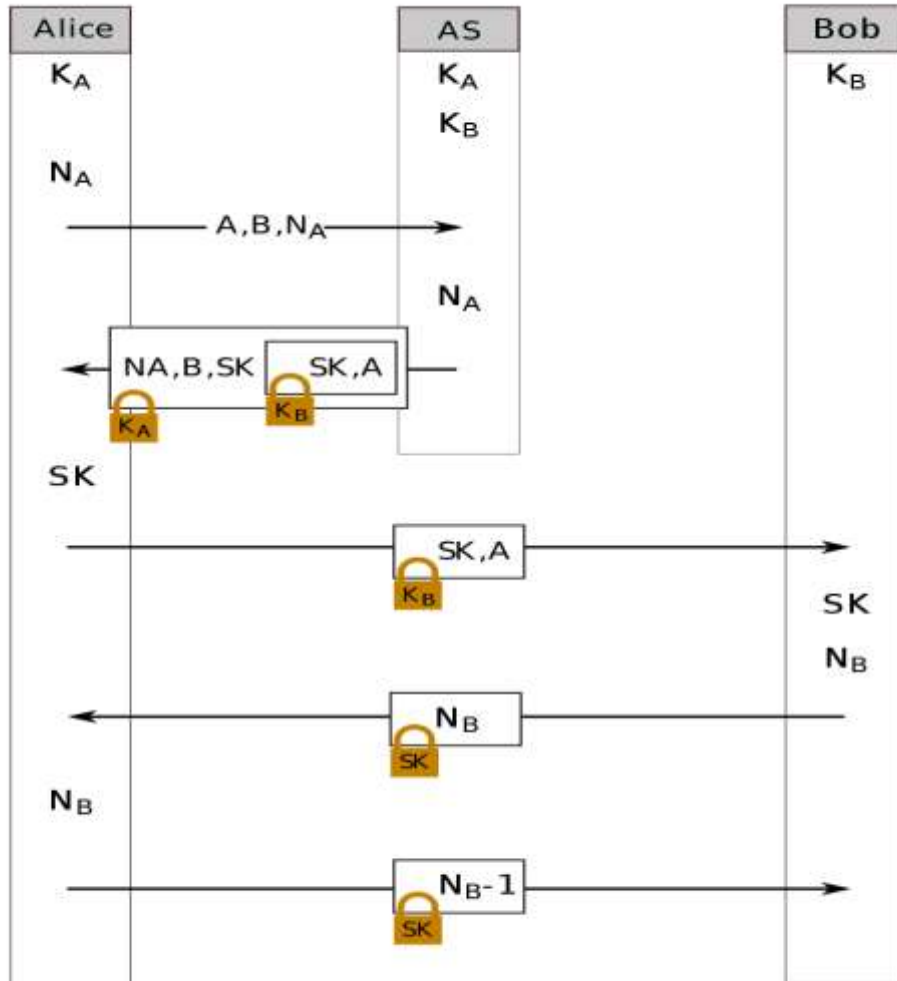 Alice AS Bob
KA KA KB
KB
NA
A,B,NA
NA
NA,B,SK SK,A
KA KB
SK
SK,A
KB
SK
NB
NB
SK
NB
NB-1
SK